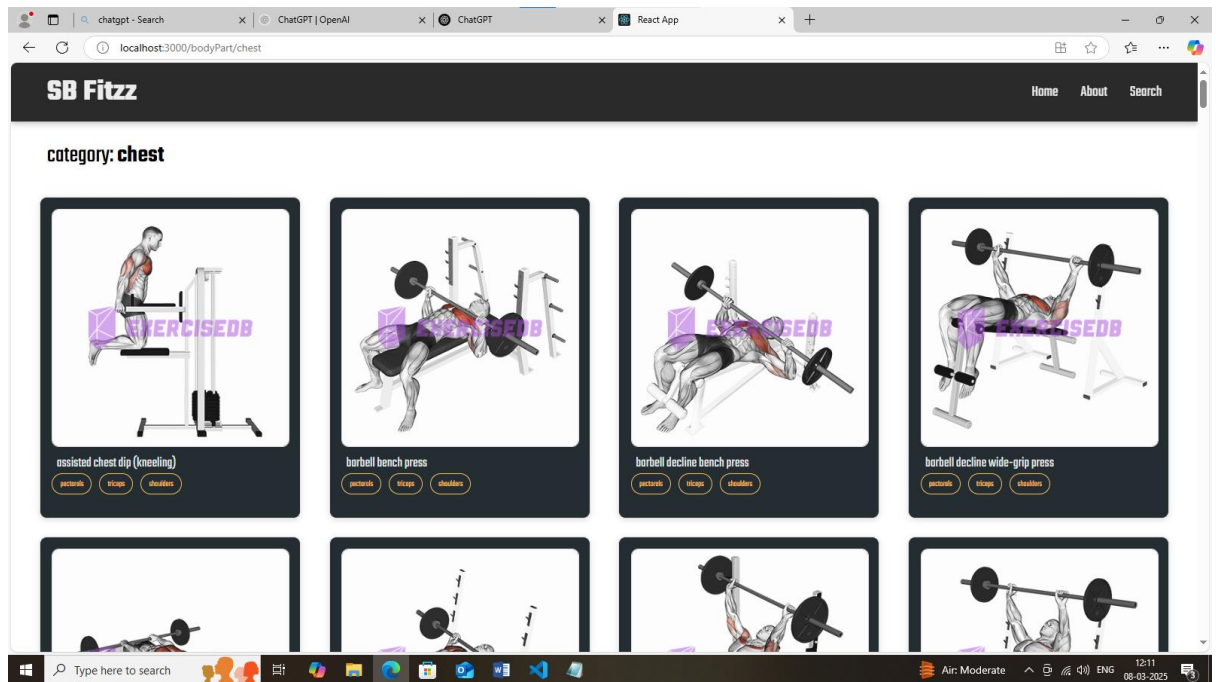 chatgpt - Search
ChatGPT | OpenAI
ChatGPT
React App
localhost:3000/bodyPart/chest
SB Fitzz
Home About Search
category: chest
EXERCISEDB
EXERCISEDB
EXERCISEDB
EXERCISEDB
assisted chest dip (kneeling)
pectorals triceps shoulders
barbell bench press
pectorals triceps shoulders
barbell decline bench press
pectorals triceps shoulders
barbell decline wide-grip press
pectorals triceps shoulders
Type here to search
Air: Moderate
ENG
12:11
08-03-2025
3